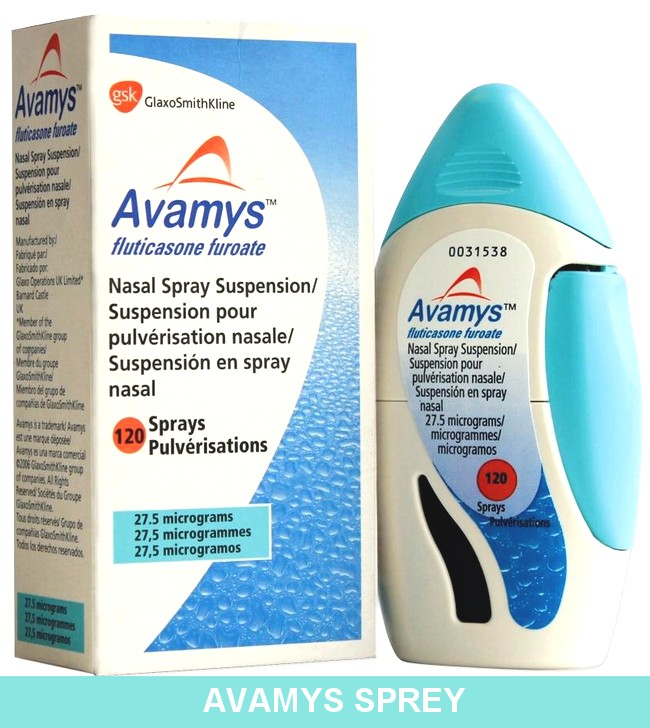 Avamys™
fluticasone furoate
Nasal Spray Suspension/
Suspension pour
pulvérisation nasale/
Suspensión en spray
nasal
Manufactured by:/
Fabriqué par:/
Fabricado por:
Glaxo Operations UK Limited*
Barnard Castle
UK
*Member of the
GlaxoSmithKline group
of companies/
Membre du groupe
GlaxoSmithKline/
Miembro del grupo de
compañías de GlaxoSmithKline
Avamys is a trademark/ Avamys
est une marque déposée/
Avamys es una marca comercial
©2006 GlaxoSmithKline group
of companies. All Rights
Reserved/ Sociétés du Groupe
GlaxoSmithKline.
Tous droits réservés/ Grupo de
compañías GlaxoSmithKline.
Todos los derechos reservados.
27.5 micrograms
27,5 microgrammes
27,5 microgramos
gsk GlaxoSmithKline
Avamys™
fluticasone furoate
Nasal Spray Suspension/
Suspension pour
pulvérisation nasale/
Suspensión en spray
nasal
120 Sprays
Pulvérisations
27.5 micrograms
27,5 microgrammes
27,5 microgramos
0031538
Avamys™
fluticasone furoate
Nasal Spray Suspension/
Suspension pour
pulvérisation nasale/
Suspensión en spray
nasal
27.5 micrograms/
microgrammes/
microgramos
120
Sprays
Pulvérisations
AVAMYS SPREY